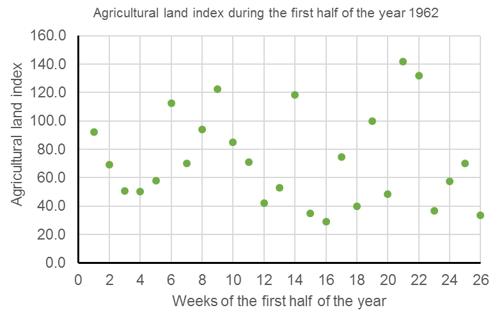 Agricultural land index during the first half of the year 1962
160.0
140.0
120.0
100.0
80.0
60.0
40.0
20.0
0.0
Agricultural land index
0 2 4 6 8 10 12 14 16 18 20 22 24 26
Weeks of the first half of the year